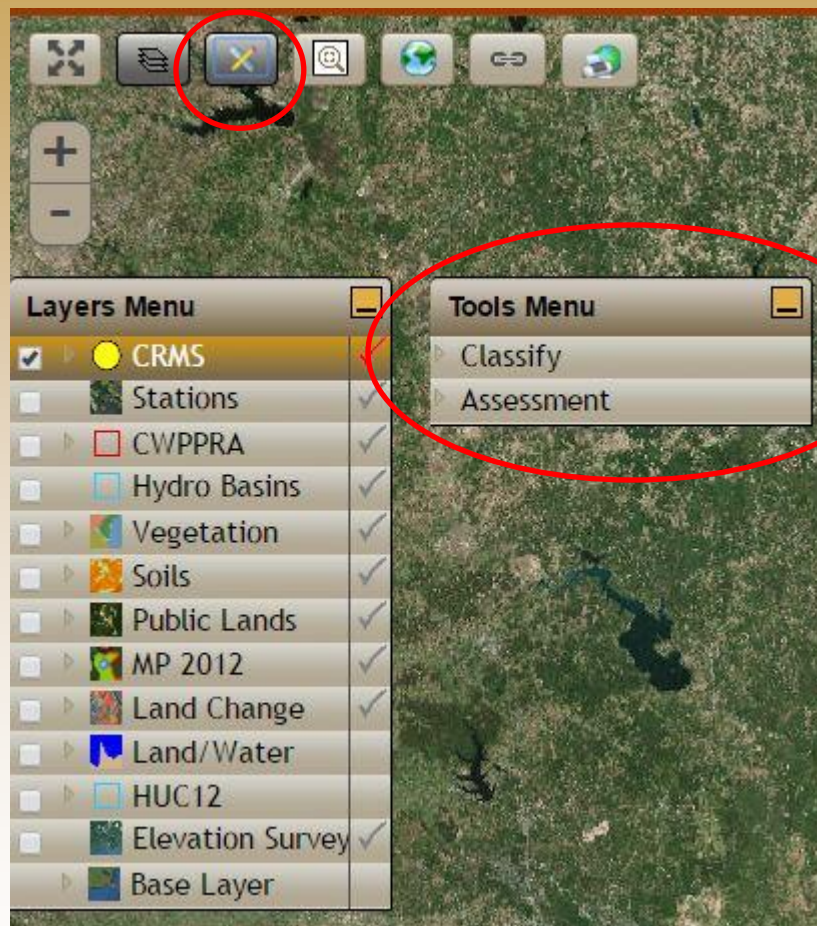 +
-
Layers Menu
CRMS
Stations
CWPPRA
Hydro Basins
Vegetation
Soils
Public Lands
MP 2012
Land Change
Land/Water
HUC12
Elevation Survey
Base Layer
Tools Menu
Classify
Assessment